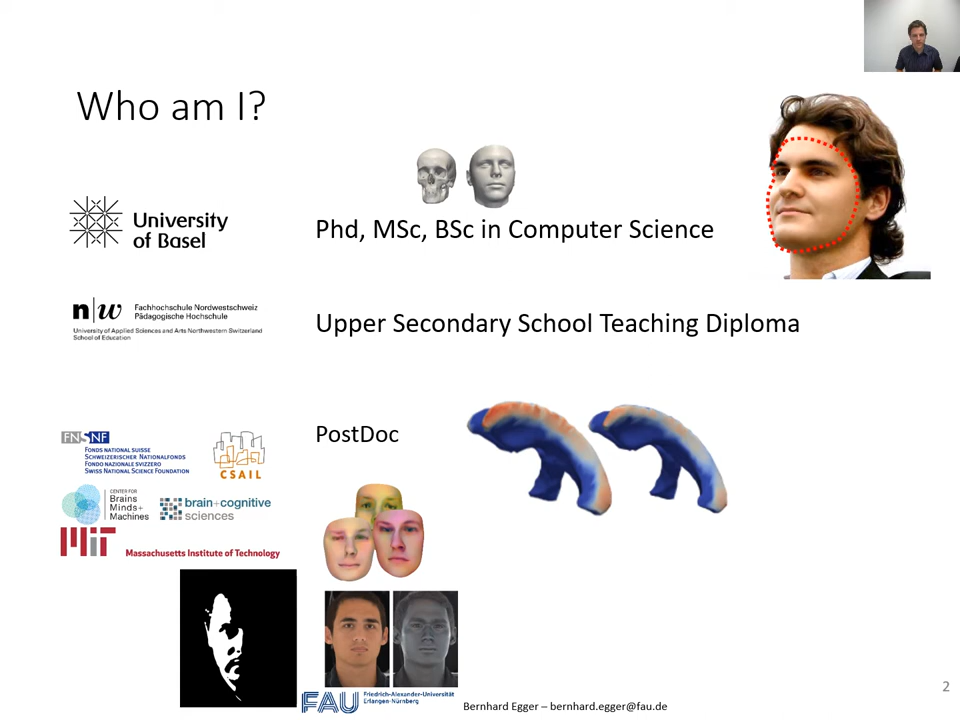 Who am I?
University
of Basel
Phd, MSc, BSc in Computer Science
n|w
Fachhochschule Nordwestschweiz
Pädagogische Hochschule
University of Applied Sciences and Arts Northwestern Switzerland
School of Education
Upper Secondary School Teaching Diploma
PostDoc
FNSNF
FONDS NATIONAL SUISSE
SCHWEIZERISCHER NATIONALFONDS
FONDO NAZIONALE SVIZZERO
SWISS NATIONAL SCIENCE FOUNDATION
CSAIL
CENTER FOR
Brains
Minds+
Machines
brain+cognitive
sciences
MIT
Massachusetts Institute of Technology
FAU
Friedrich-Alexander-Universität
Erlangen-Nürnberg
Bernhard Egger – bernhard.egger@fau.de
2